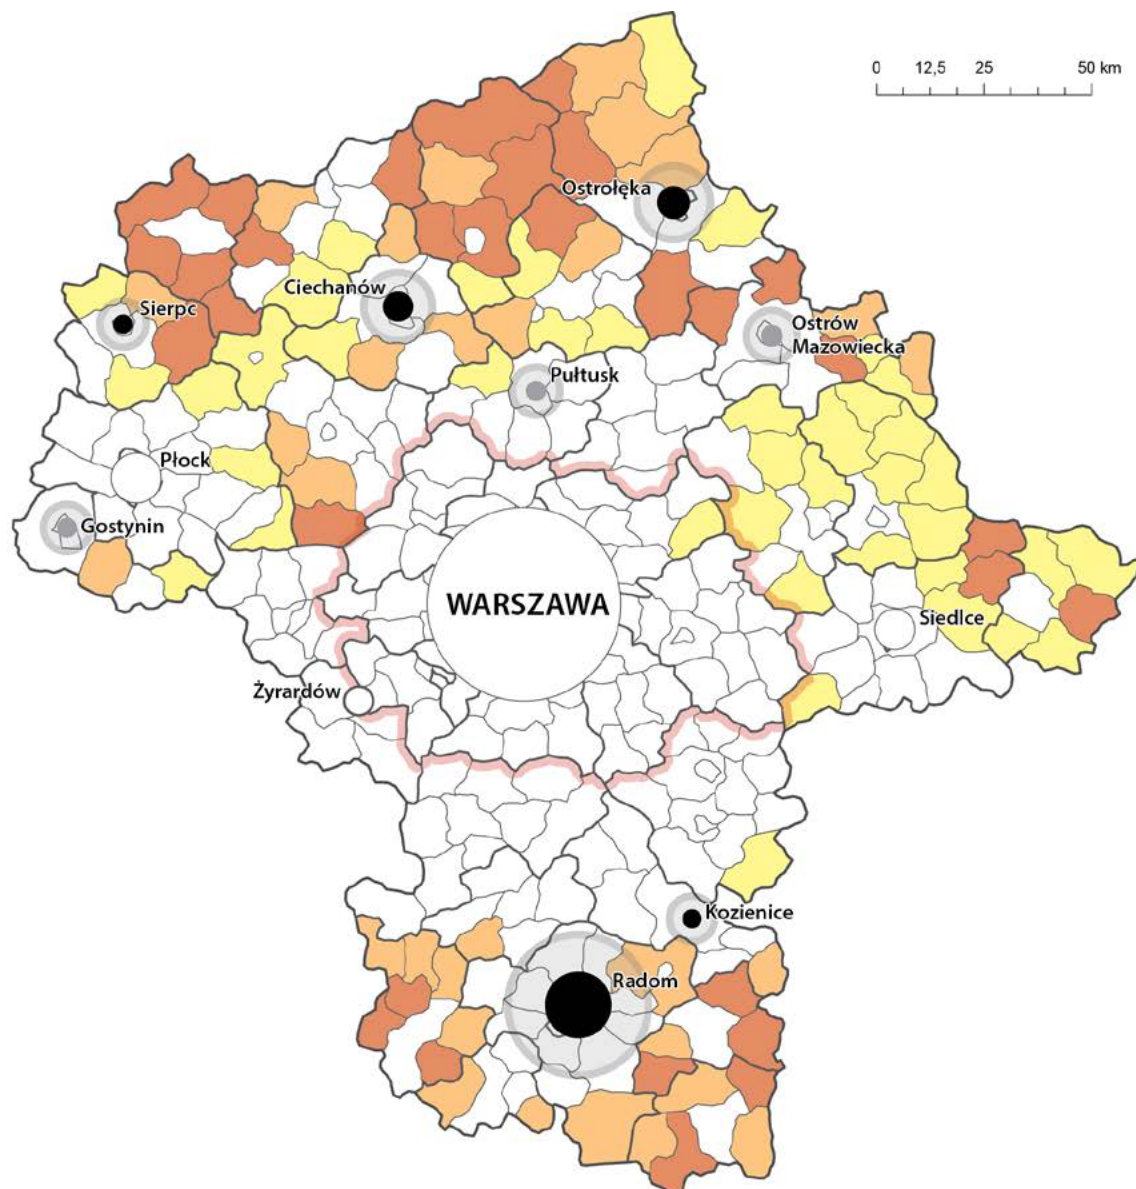 0 12,5 25 50 km
Ostrołęka
Ciechanów
Sierpc
Ostrów
Mazowiecka
Pułtusk
Płock
Gostynin
WARSZAWA
Siedlce
Żyrardów
Kozienice
Radom